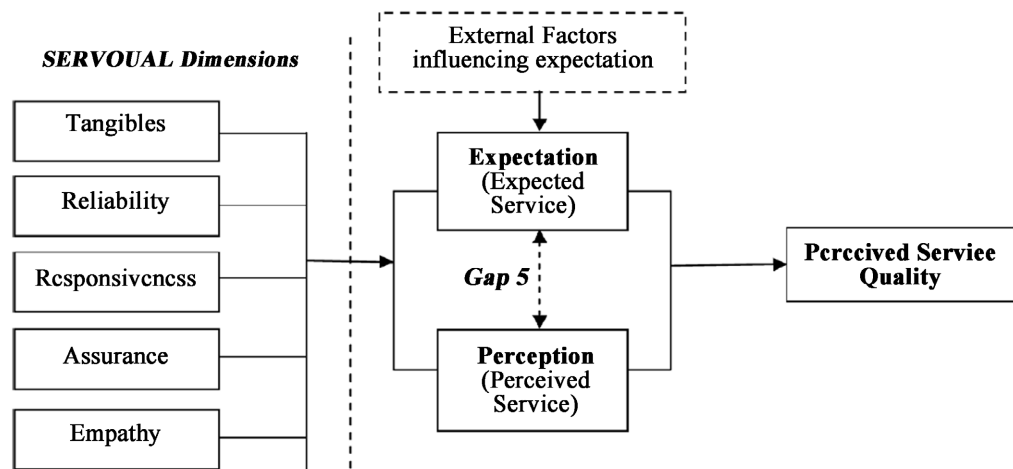 SERVOUAL Dimensions
Tangibles
Reliability
Rcsponsivcncss
Assurance
Empathy
External Factors
influencing expectation
Expectation
(Expected
Service)
Gap 5
Perception
(Perceived
Service)
Pcrccivcd Serviee
Quality